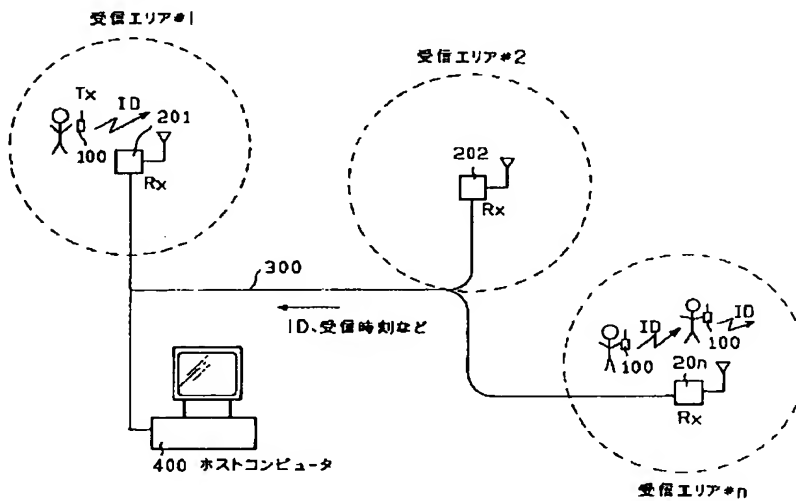 受信エリア#1
Tx
ID
201
100
Rx
受信エリア#2
202
Rx
300
ID、受信時刻など
ID
ID
100
100
20n
Rx
受信エリア#n
400 ホストコンピュータ